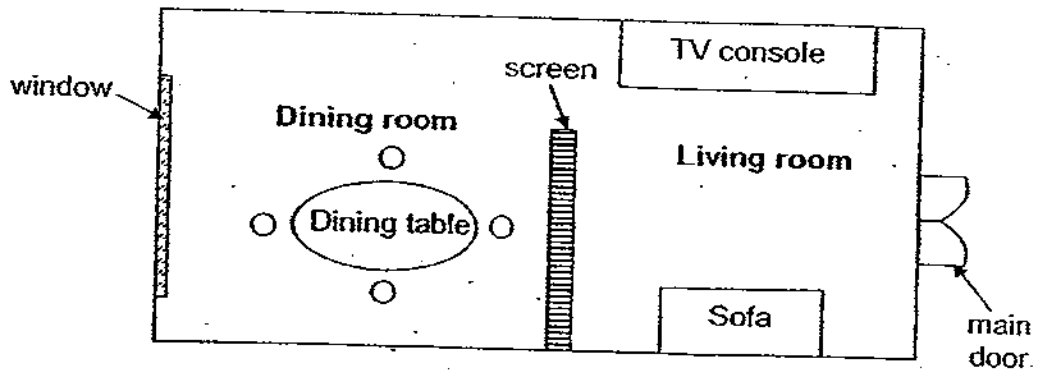 TV console
screen
window
Dining room
Living room
Dining table
Sofa
main
door.